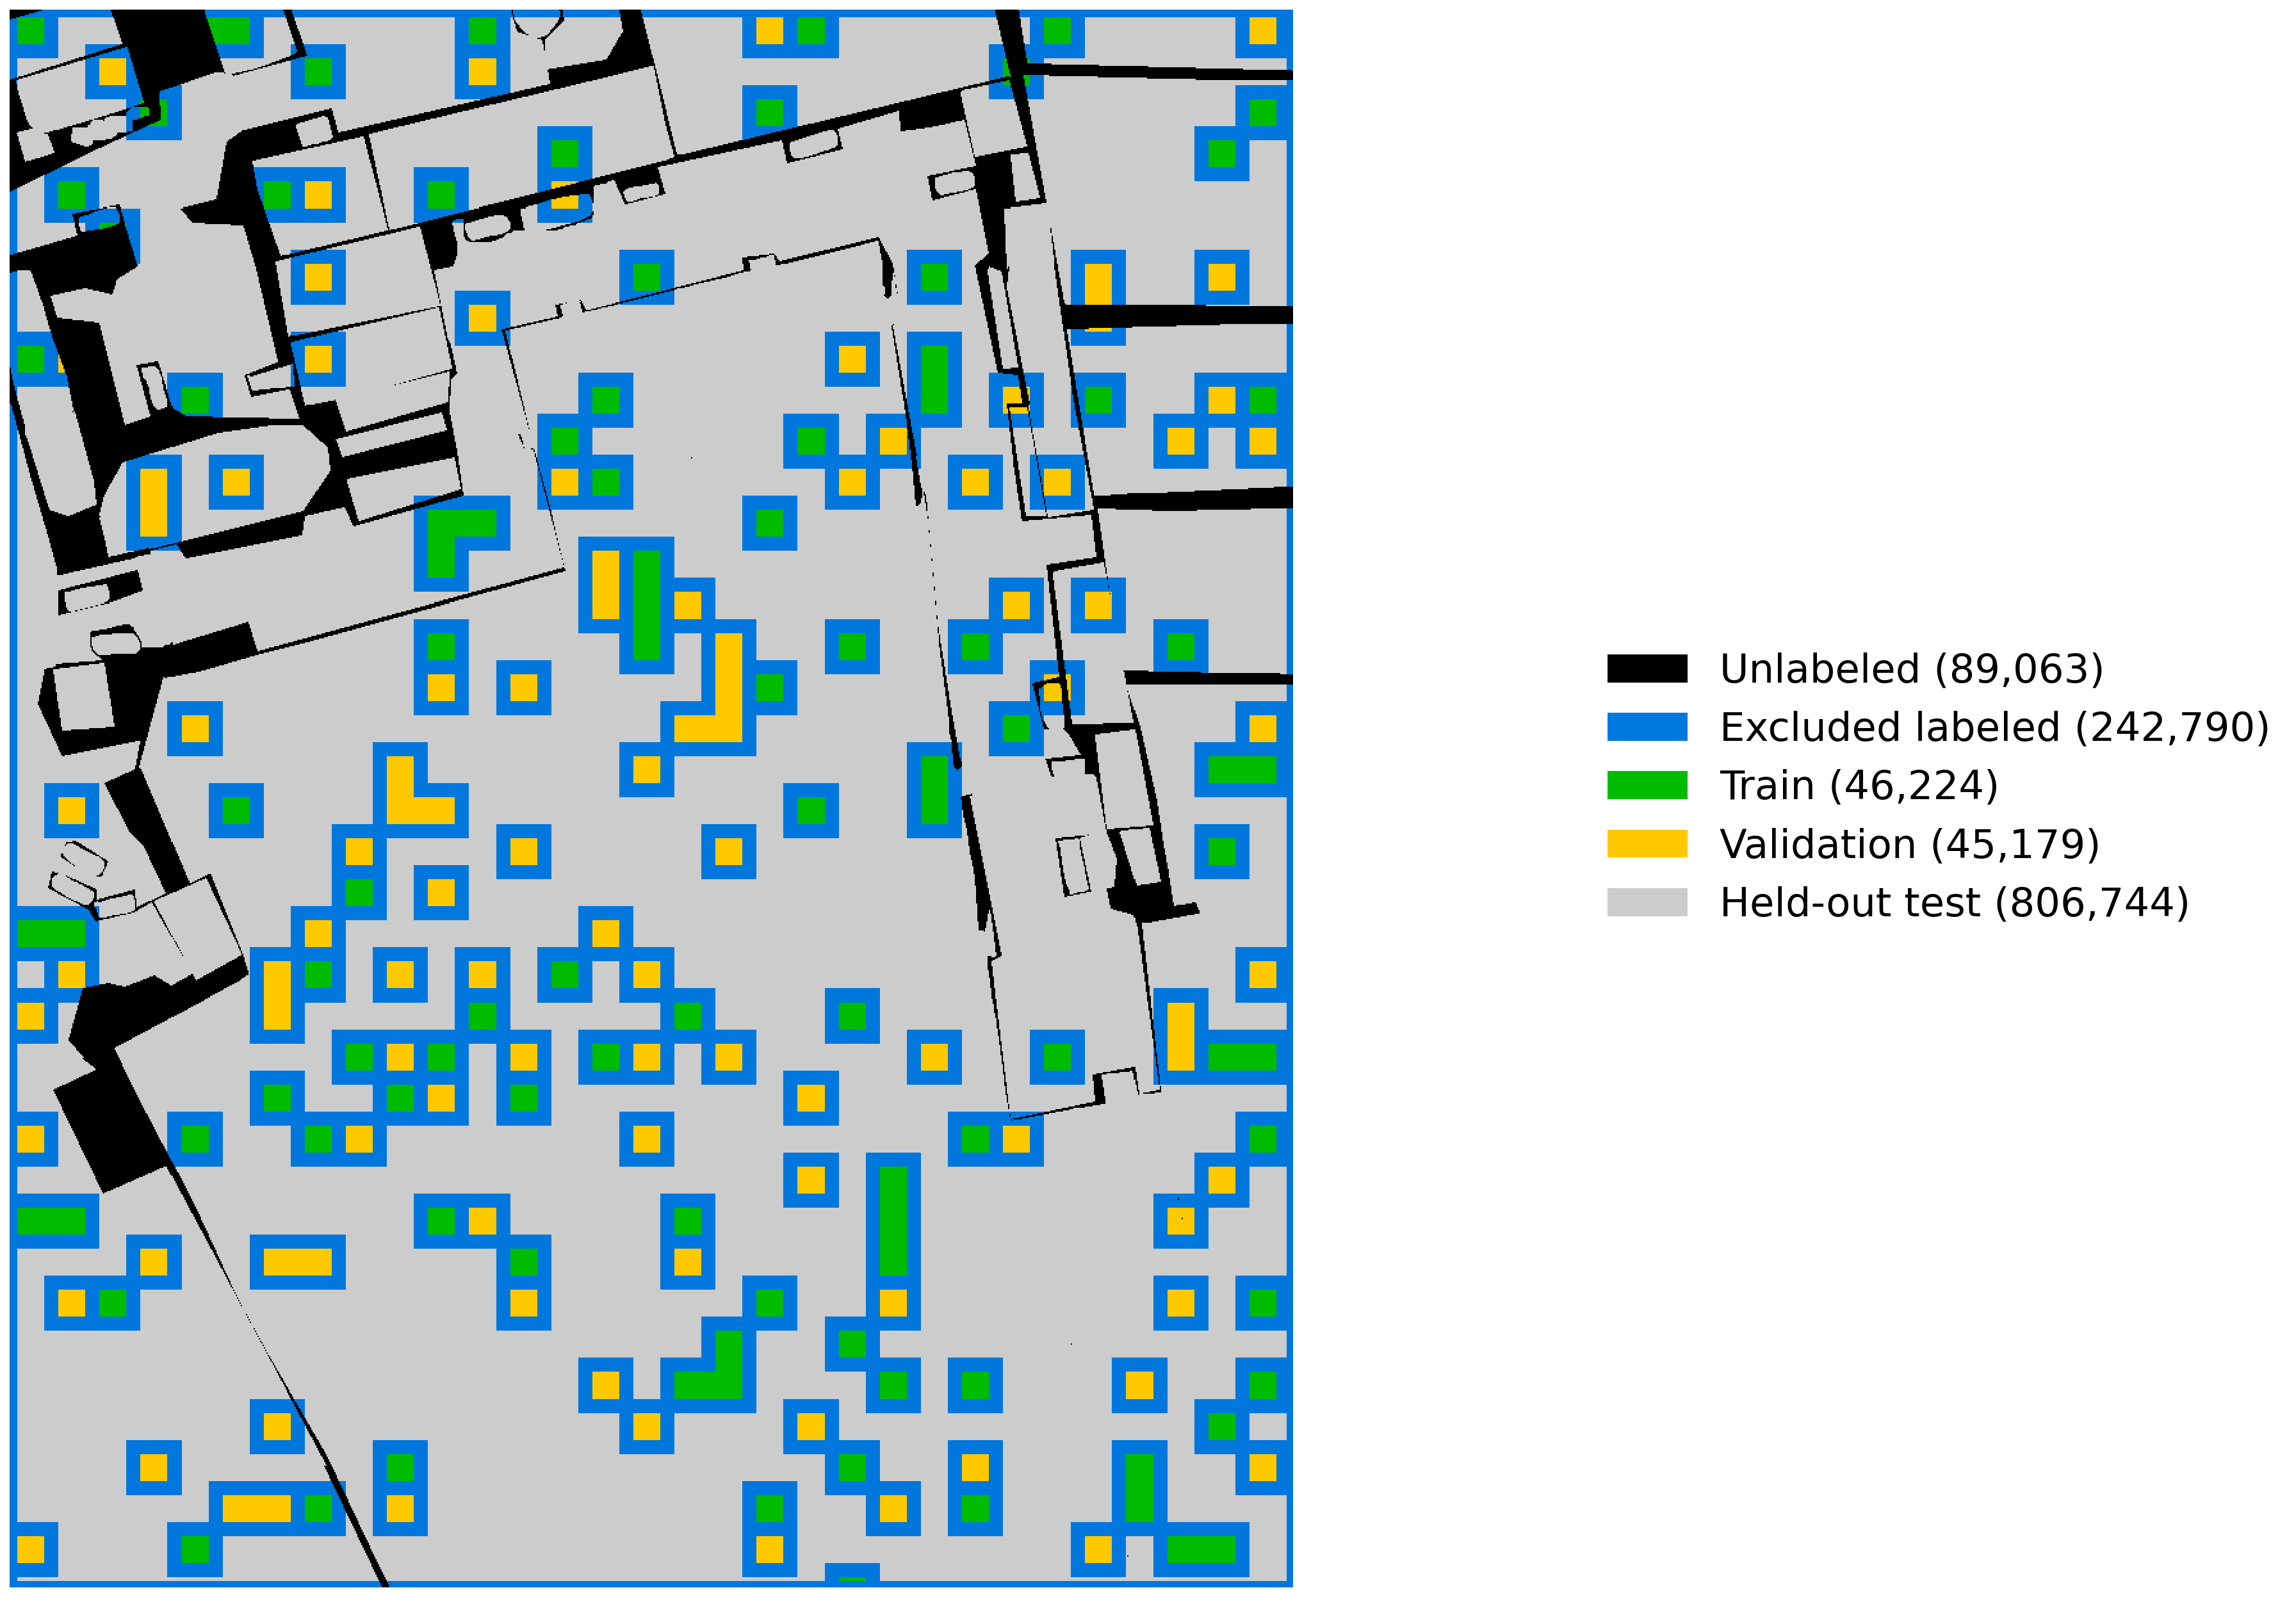 Unlabeled (89,063)
Excluded labeled (242,790)
Train (46,224)
Validation (45,179)
Held-out test (806,744)